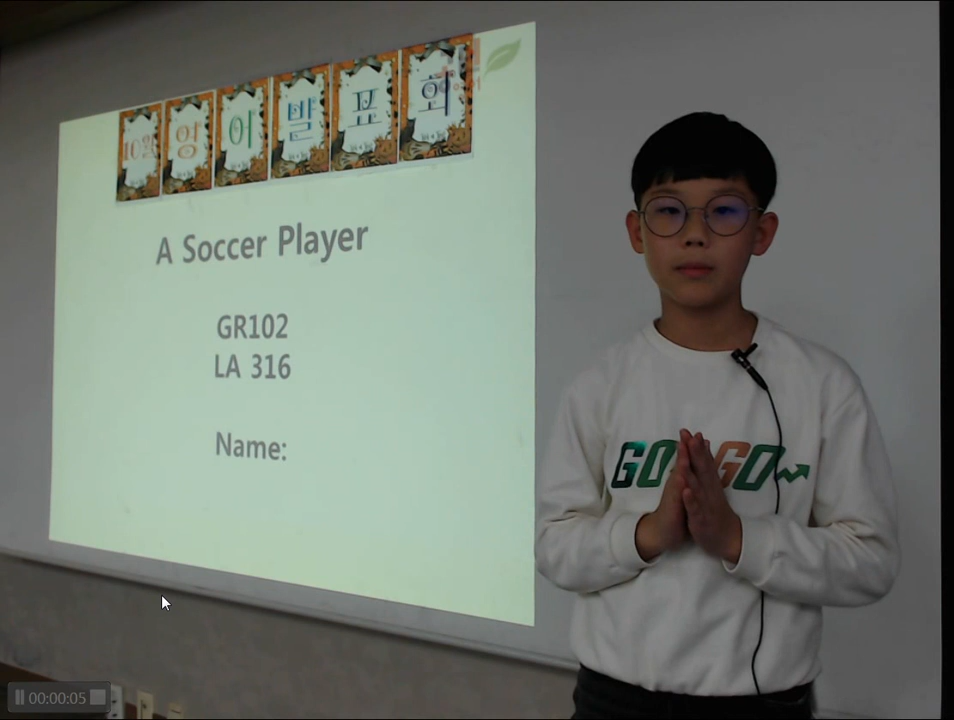 10월 영어 발표회
A Soccer Player
GR102
LA 316
Name:
GO GO
00:00:05